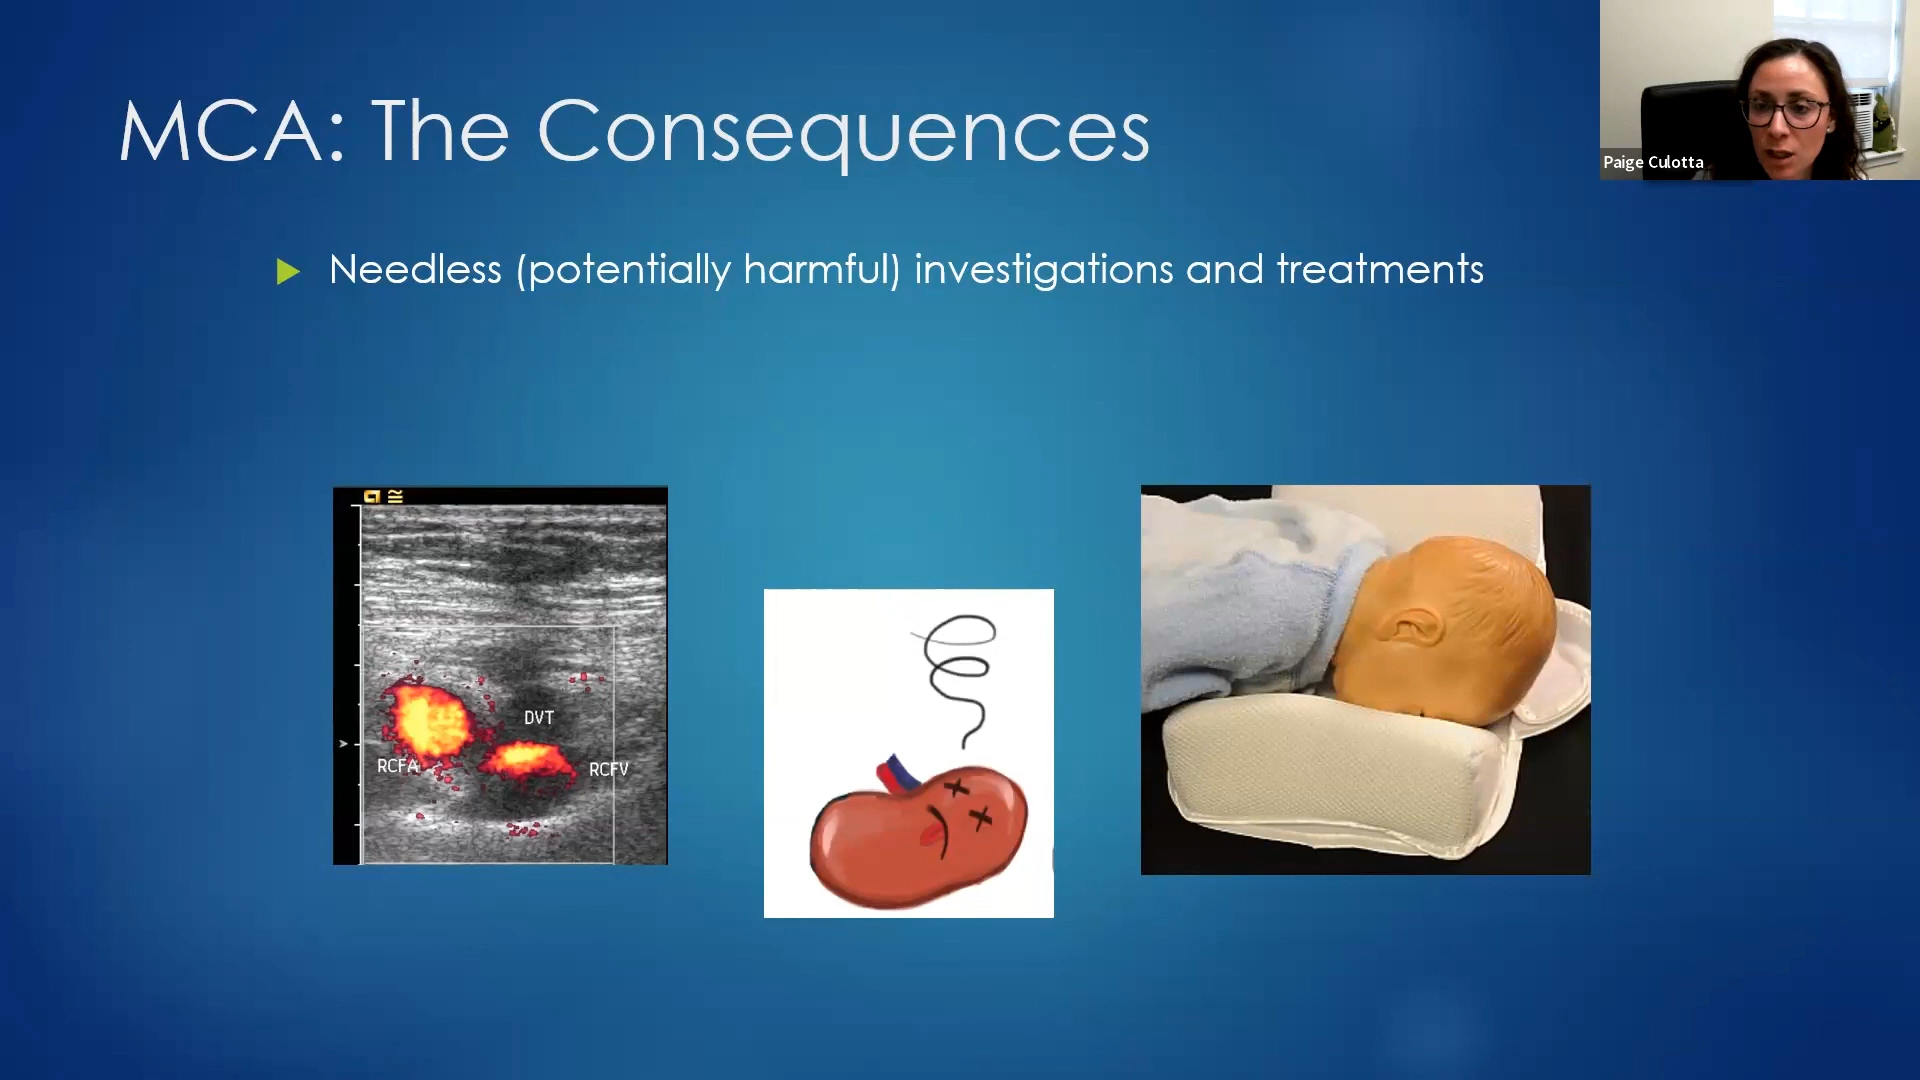 MCA: The Consequences
Paige Culotta
Needless (potentially harmful) investigations and treatments
DVT
RCFA
RCFV